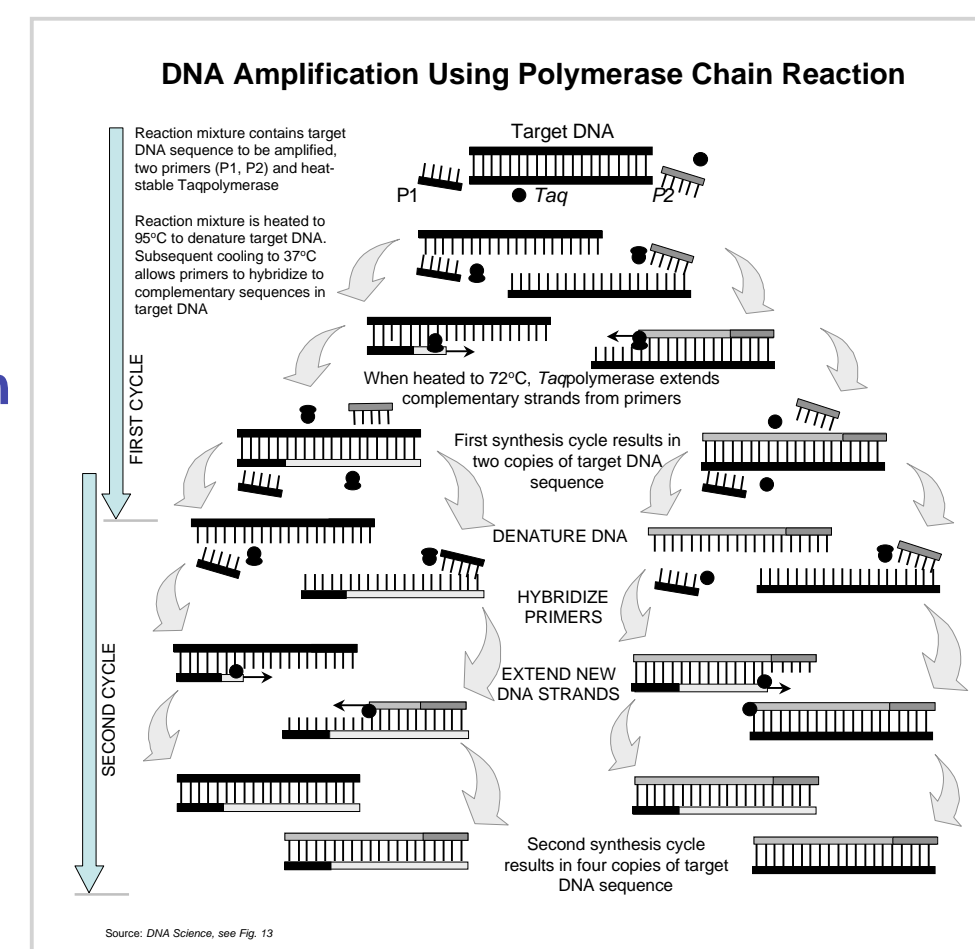 DNA Amplification Using Polymerase Chain Reaction
Reaction mixture contains target
DNA sequence to be amplified,
two primers (P1, P2) and heat-
stable Taqpolymerase
Target DNA
P1
Taq
P2
Reaction mixture is heated to
95°C to denature target DNA.
Subsequent cooling to 37°C
allows primers to hybridize to
complementary sequences in
target DNA
FIRST CYCLE
When heated to 72°C, Taqpolymerase extends
complementary strands from primers
First synthesis cycle results in
two copies of target DNA
sequence
DENATURE DNA
HYBRIDIZE
PRIMERS
SECOND CYCLE
EXTEND NEW
DNA STRANDS
Second synthesis cycle
results in four copies of target
DNA sequence
Source: DNA Science, see Fig. 13